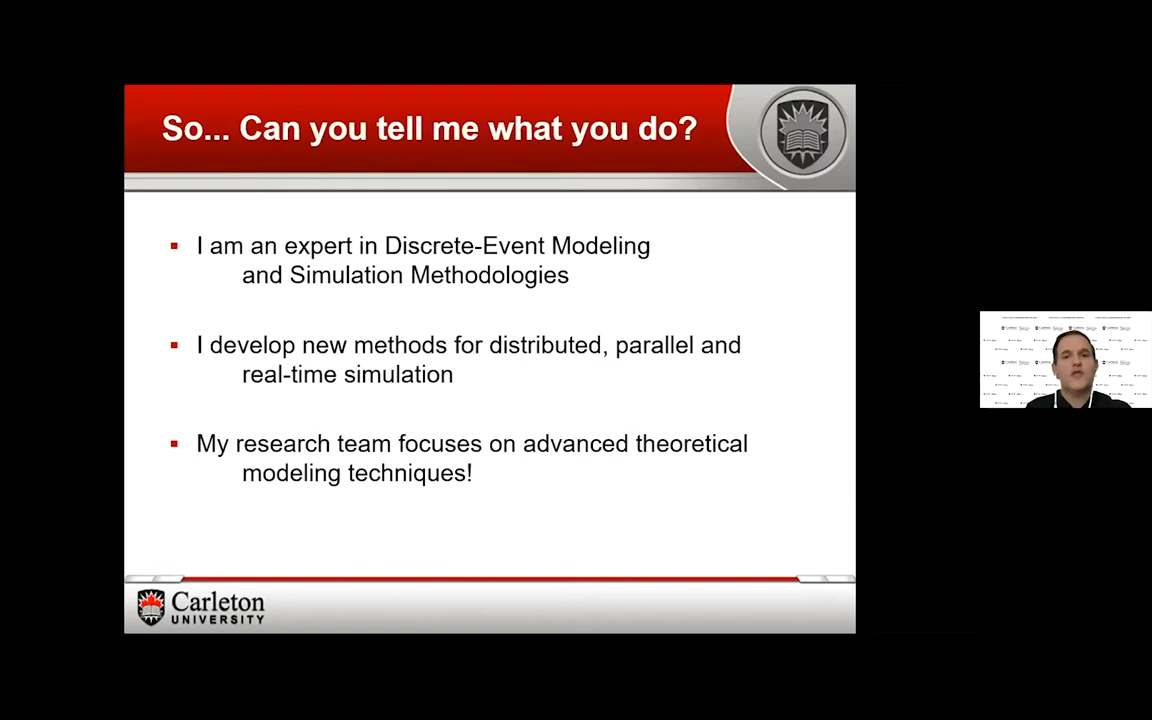 So... Can you tell me what you do?
▪ I am an expert in Discrete-Event Modeling
and Simulation Methodologies
▪ I develop new methods for distributed, parallel and
real-time simulation
▪ My research team focuses on advanced theoretical
modeling techniques!
Carleton
UNIVERSITY